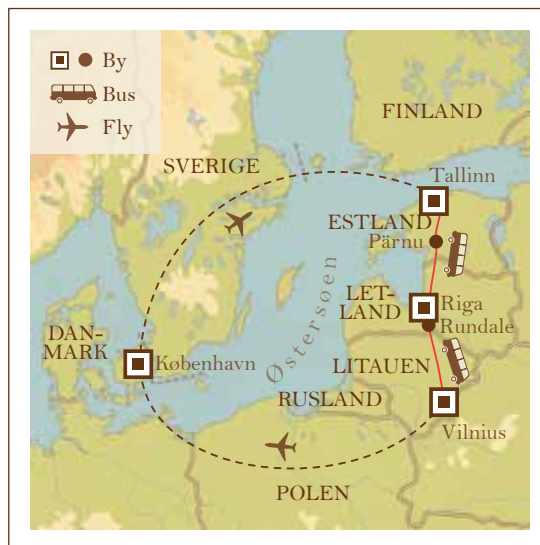 By
Bus
Fly
FINLAND
SVERIGE
Tallinn
ESTLAND
Pärnu
Østersøen
LET-
LAND
Riga
Rundale
DAN-
MARK
København
LITAUEN
RUSLAND
Vilnius
POLEN